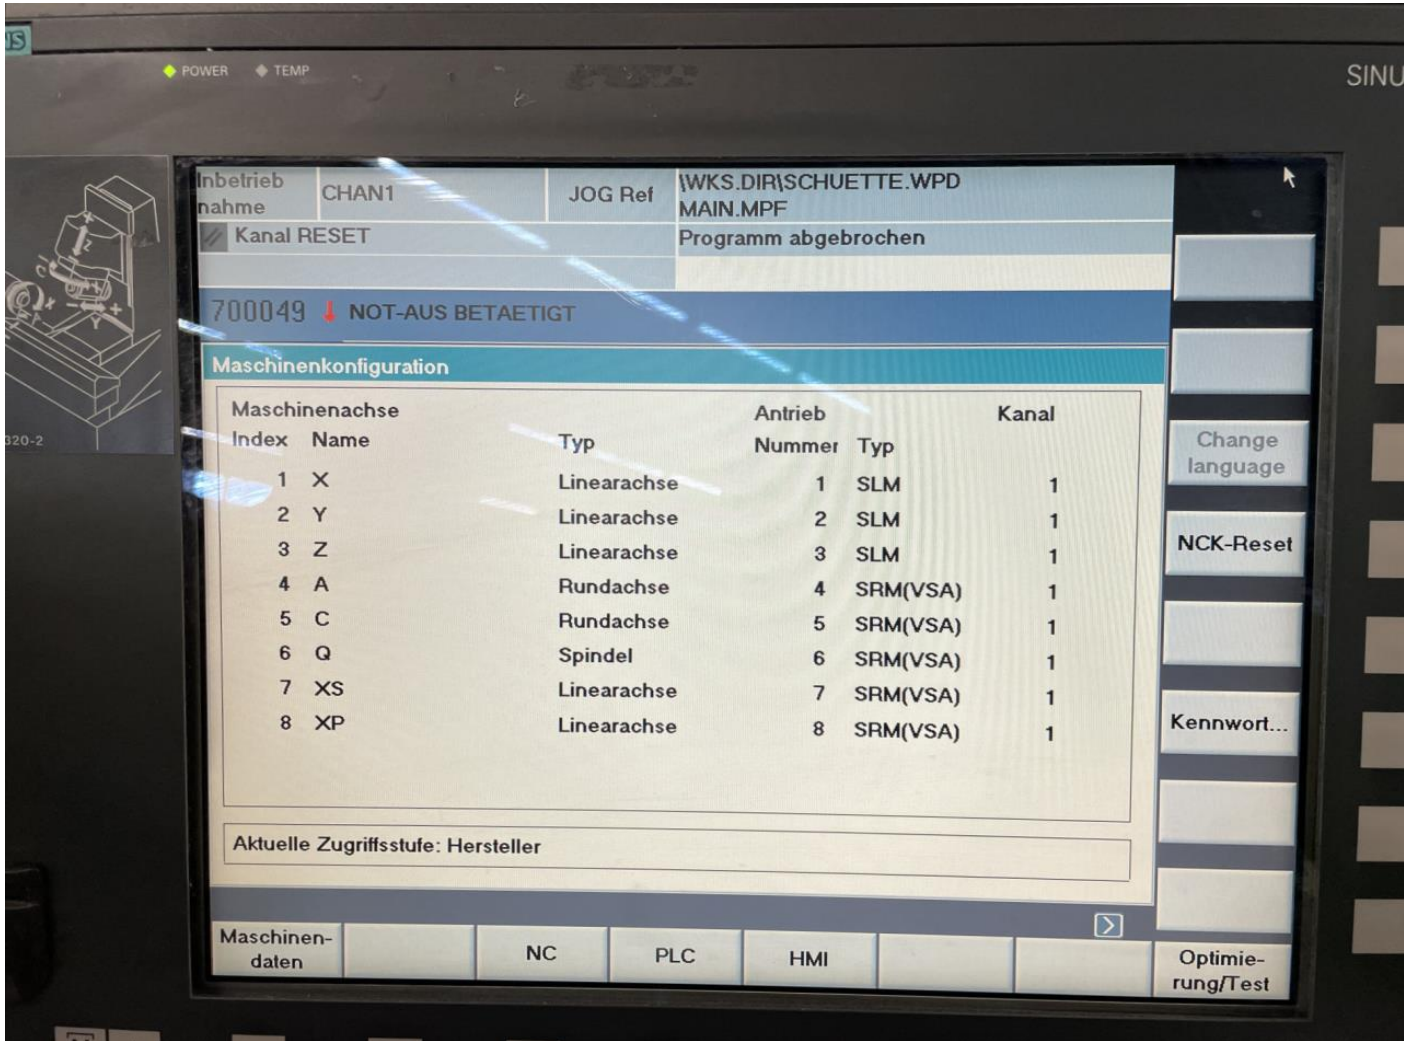 POWER TEMP
SINU
Inbetrieb
nahme
CHAN1
JOG Ref
\WKS.DIR\SCHUETTE.WPD
MAIN.MPF
Kanal RESET
Programm abgebrochen
700049 NOT-AUS BETAETIGT
Maschinenkonfiguration
Maschinenachse Antrieb Kanal
Index Name Typ Nummer Typ
1 X Linearachse 1 SLM 1
2 Y Linearachse 2 SLM 1
3 Z Linearachse 3 SLM 1
4 A Rundachse 4 SRM(VSA) 1
5 C Rundachse 5 SRM(VSA) 1
6 Q Spindel 6 SRM(VSA) 1
7 XS Linearachse 7 SRM(VSA) 1
8 XP Linearachse 8 SRM(VSA) 1
Aktuelle Zugriffsstufe: Hersteller
Change
language
NCK-Reset
Kennwort...
Maschinen-
daten
NC
PLC
HMI
Optimie-
rung/Test
320-2